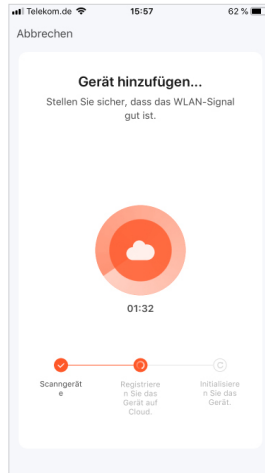 Telekom.de 15:57 62 %
Abbrechen
Gerät hinzufügen...
Stellen Sie sicher, dass das WLAN-Signal
gut ist.
01:32
Scanngerät
e
Registriere
n Sie das
Gerät auf
Cloud.
Initialisiere
n Sie das
Gerät.